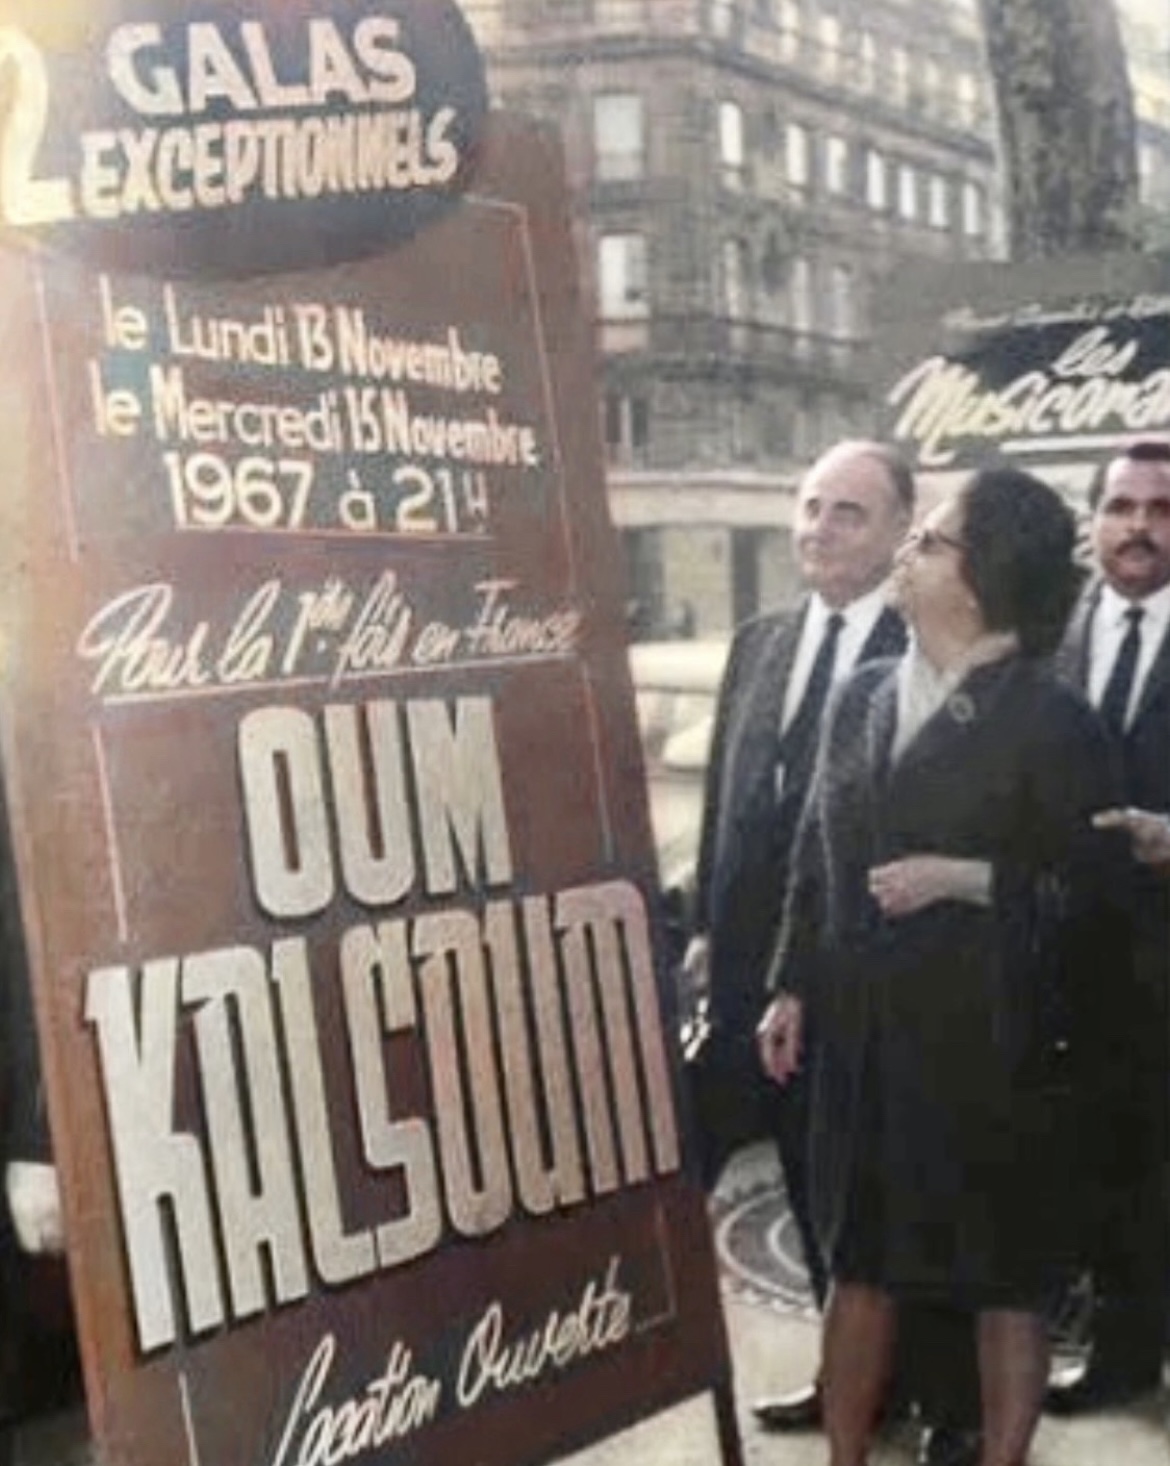 2 GALAS
EXCEPTIONNELS
le Lundi 13 Novembre
le Mercredi 15 Novembre
1967 à 21H
Pour la 1ère fois en France
OUM
KALSOUM
Location Ouverte
les
Musicora